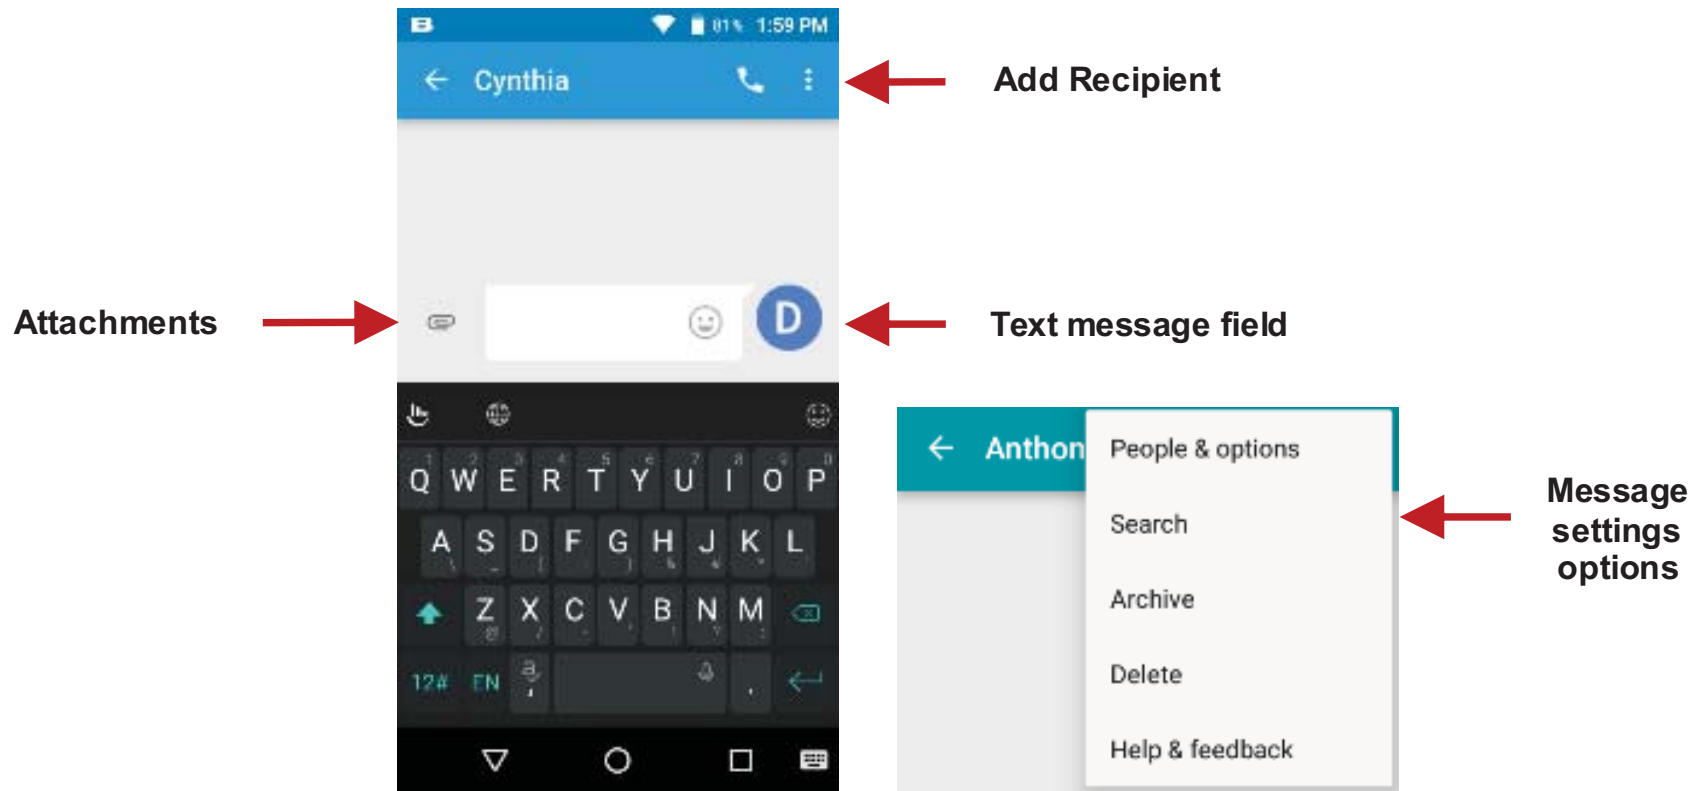 81% 1:59 PM
Cynthia
Add Recipient
Attachments
D
Text message field
Q W E R T Y U I O P
A S D F G H J K L
Z X C V B N M
12# EN ,
Anthon
People & options
Search
Archive
Delete
Help & feedback
Message
settings
options